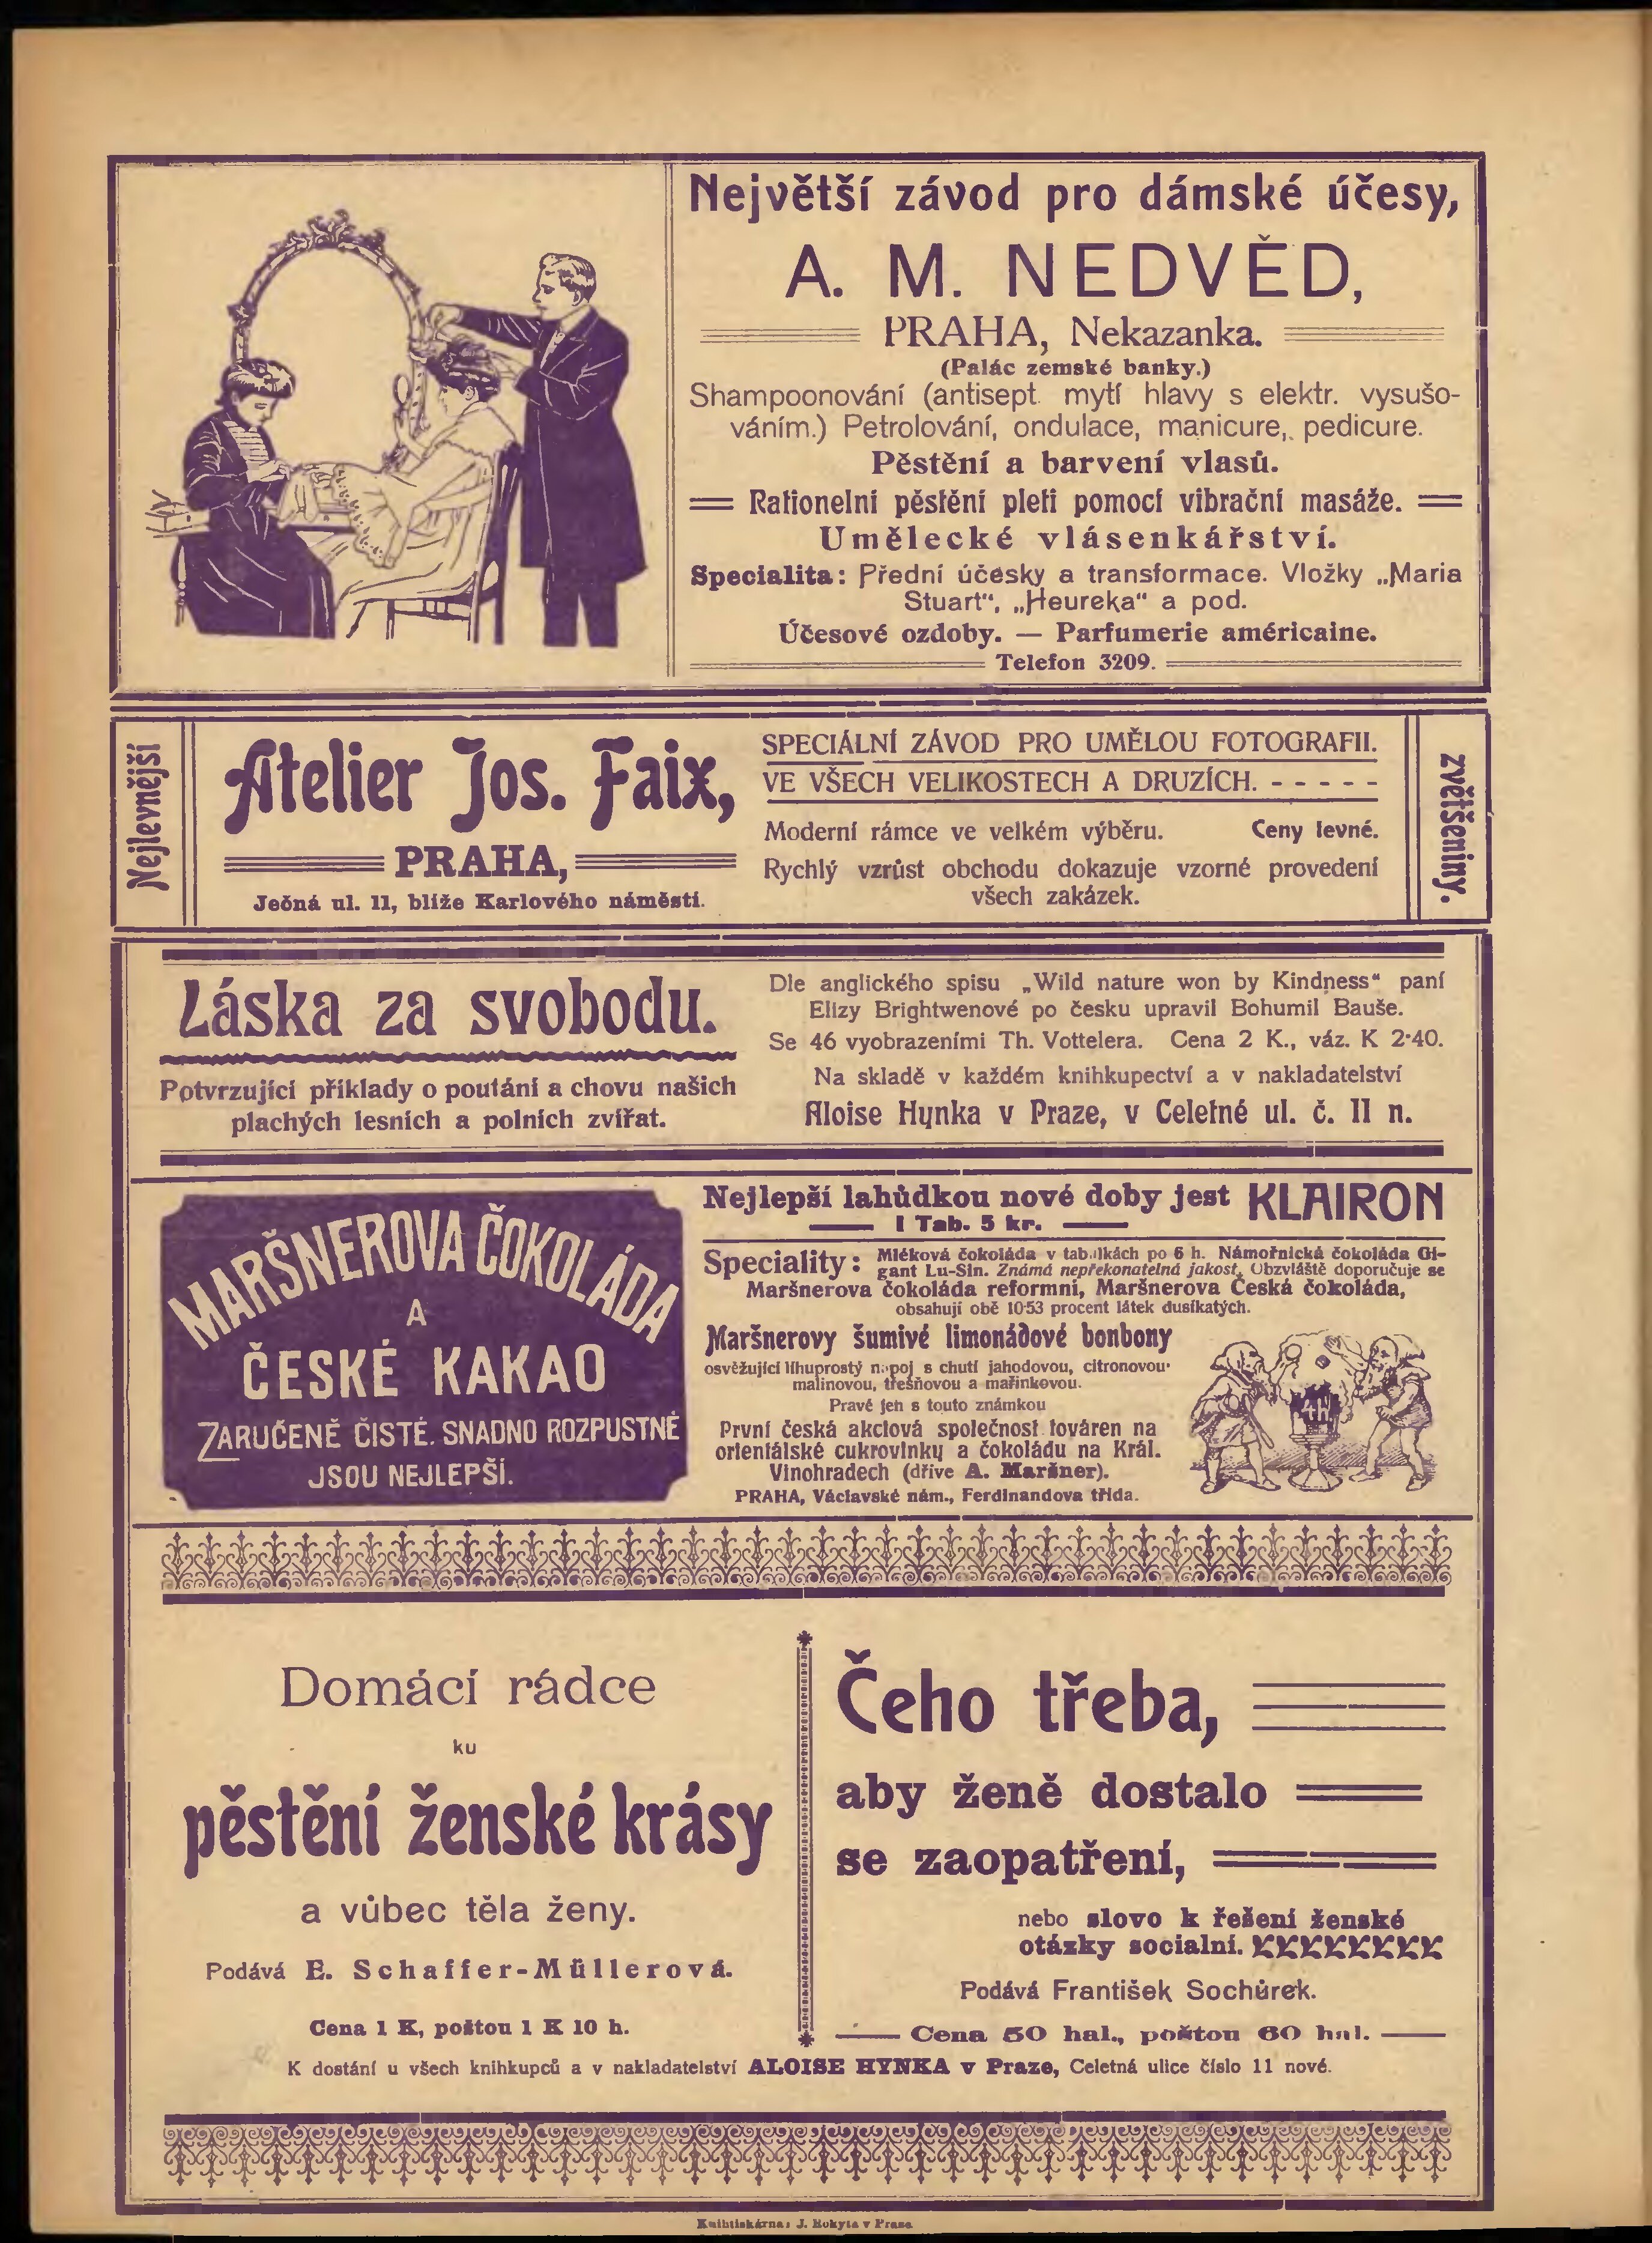 Největší závod pro dámské účesy,
A. M. NEDVĚD,
PRAHA, Nekazanka.
(Palác zemské banky.)
Shampoonování (antisept. mytí hlavy s elektr. vysušo-
váním.) Petrolování, ondulace, manicure, pedicure.
Pěstění a barvení vlasů.
Rationelní pěstění pleti pomocí vibrační masáže.
Umělecké vlásenkářství.
Specialita: Přední účesky a transformace. Vložky „Maria
Stuart“, „Heureka“ a pod.
Účesové ozdoby. — Parfumerie américaine.
Telefon 3209.
Nejlevnější
Atelier Jos. Faix,
PRAHA,
Ječná ul. 11, blíže Karlového náměstí.
SPECIÁLNÍ ZÁVOD PRO UMĚLOU FOTOGRAFII.
VE VŠECH VELIKOSTECH A DRUZÍCH. - - - - -
Moderní rámce ve velkém výběru. Ceny levné.
Rychlý vzrůst obchodu dokazuje vzorné provedení
všech zakázek.
zvětšeniny.
Láska za svobodu.
Potvrzující příklady o poutání a chovu našich
plachých lesních a polních zvířat.
Dle anglického spisu „Wild nature won by Kindness“ paní
Elizy Brightwenové po česku upravil Bohumil Bauše.
Se 46 vyobrazeními Th. Vottelera. Cena 2 K., váz. K 2·40.
Na skladě v každém knihkupectví a v nakladatelství
Aloise Hynka v Praze, v Celetné ul. č. 11 n.
MARŠNEROVA ČOKOLÁDA
A
ČESKÉ KAKAO
ZARUČENĚ ČISTÉ, SNADNO ROZPUSTNÉ
JSOU NEJLEPŠÍ.
Nejlepší lahůdkou nové doby jest KLAIRON
1 Tab. 5 kr.
Speciality: Mléková čokoláda v tabulkách po 6 h. Námořnická čokoláda Gi-
gant Lu-Sin. Známá nepřekonatelná jakost. Obzvláště doporučuje se
Maršnerova čokoláda reformní, Maršnerova Česká čokoláda,
obsahují obě 10·53 procent látek dusíkatých.
Maršnerovy šumivé limonádové bonbony
osvěžující líhuprostý nápoj s chutí jahodovou, citronovou-
malinovou, třešňovou a mařinkovou.
Pravé jen s touto známkou
První česká akciová společnost továren na
orientálské cukrovinky a čokoládu na Král.
Vinohradech (dříve A. Maršner).
PRAHA, Václavské nám., Ferdinandova třída.
4H
Domácí rádce
ku
pěstění ženské krásy
a vůbec těla ženy.
Podává E. Schaffer-Müllerová.
Cena 1 K, poštou 1 K 10 h.
Čeho třeba,
aby ženě dostalo
se zaopatření,
nebo slovo k řešení ženské
otázky socialní.
Podává František Sochůrek.
Cena 50 hal., poštou 60 hal.
K dostání u všech knihkupců a v nakladatelství ALOISE HYNKA v Praze, Celetná ulice číslo 11 nové.
Knihtiskárna: J. Rokyta v Praze.